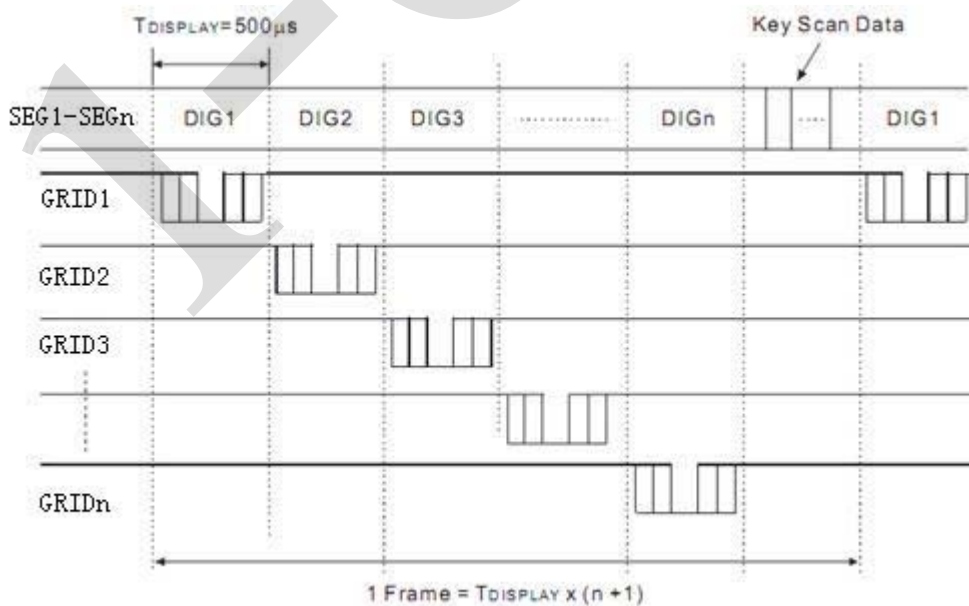 TDISPLAY=500μs
Key Scan Data
SEG1-SEGn DIG1 DIG2 DIG3 ............... DIGn ..... DIG1
GRID1
GRID2
GRID3
GRIDn
1 Frame = TDISPLAY x (n +1)